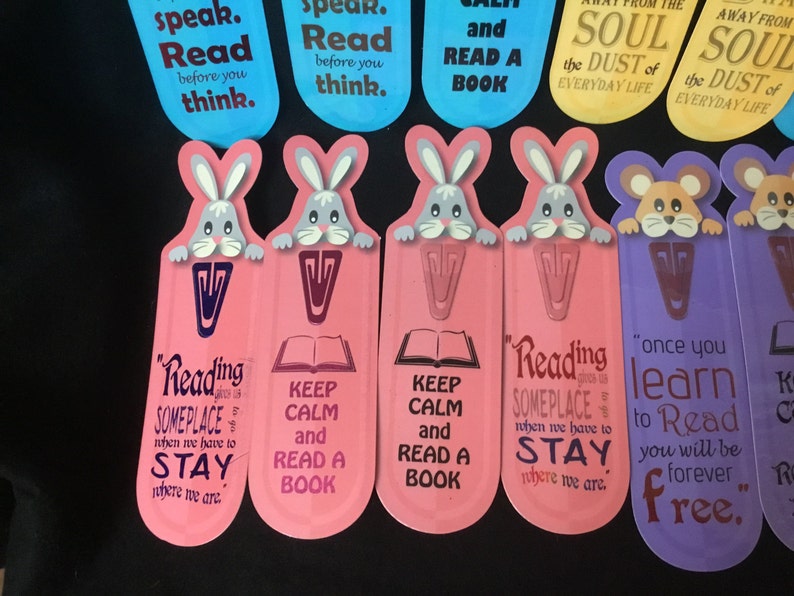 speak.
Read
before you
think.
speak.
Read
before you
think.
CALM
and
READ A
BOOK
AWAY FROM THE
SOUL
the DUST of
EVERYDAY LIFE
AWAY FROM THE
SOUL
the DUST of
EVERYDAY LIFE
"Reading
gives us
SOMEPLACE
to go
when we have to
STAY
where we are."
KEEP
CALM
and
READ A
BOOK
KEEP
CALM
and
READ A
BOOK
"Reading
gives us
SOMEPLACE
to go
when we have to
STAY
where we are."
"once you
learn
to Read
you will be
forever
free."